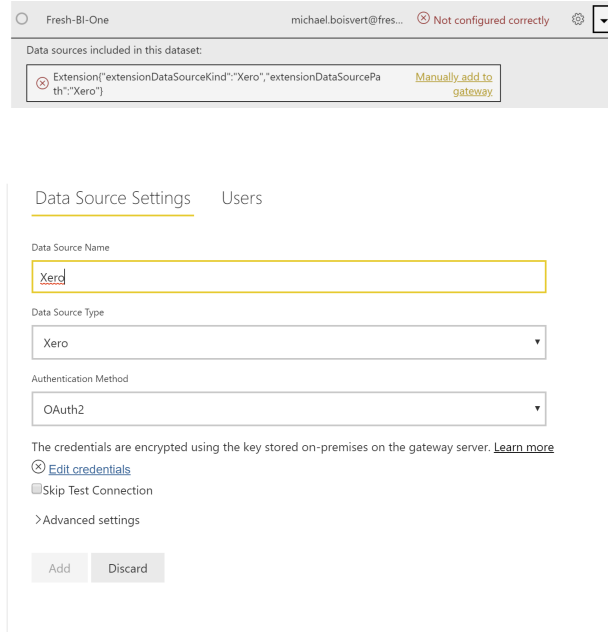 Fresh-BI-One michael.boisvert@fres... Not configured correctly
Data sources included in this dataset:
Extension{"extensionDataSourceKind":"Xero","extensionDataSourcePa
th":"Xero"}
Manually add to
gateway
Data Source Settings Users
Data Source Name
Xero
Data Source Type
Xero
Authentication Method
OAuth2
The credentials are encrypted using the key stored on-premises on the gateway server. Learn more
Edit credentials
Skip Test Connection
>Advanced settings
Add Discard